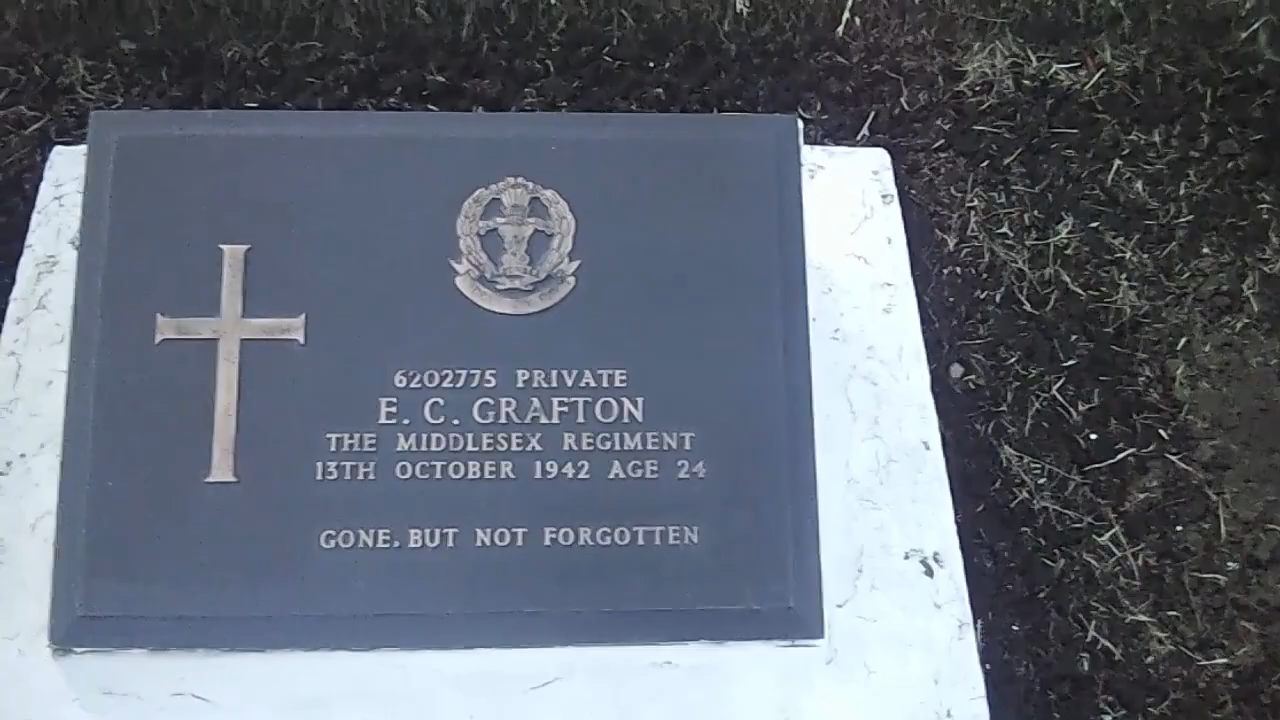 6202775 PRIVATE
E. C. GRAFTON
THE MIDDLESEX REGIMENT
13TH OCTOBER 1942 AGE 24
GONE. BUT NOT FORGOTTEN